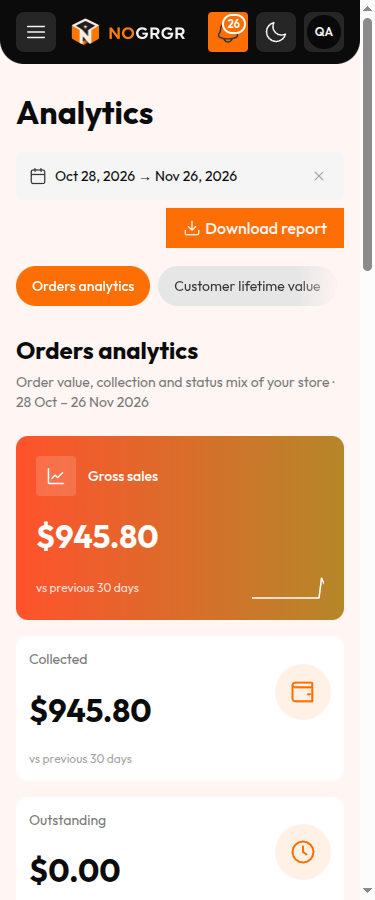 NOGRGR
26
QA
Analytics
Oct 28, 2026 → Nov 26, 2026
Download report
Orders analytics
Customer lifetime value
Orders analytics
Order value, collection and status mix of your store ·
28 Oct – 26 Nov 2026
Gross sales
$945.80
vs previous 30 days
Collected
$945.80
vs previous 30 days
Outstanding
$0.00